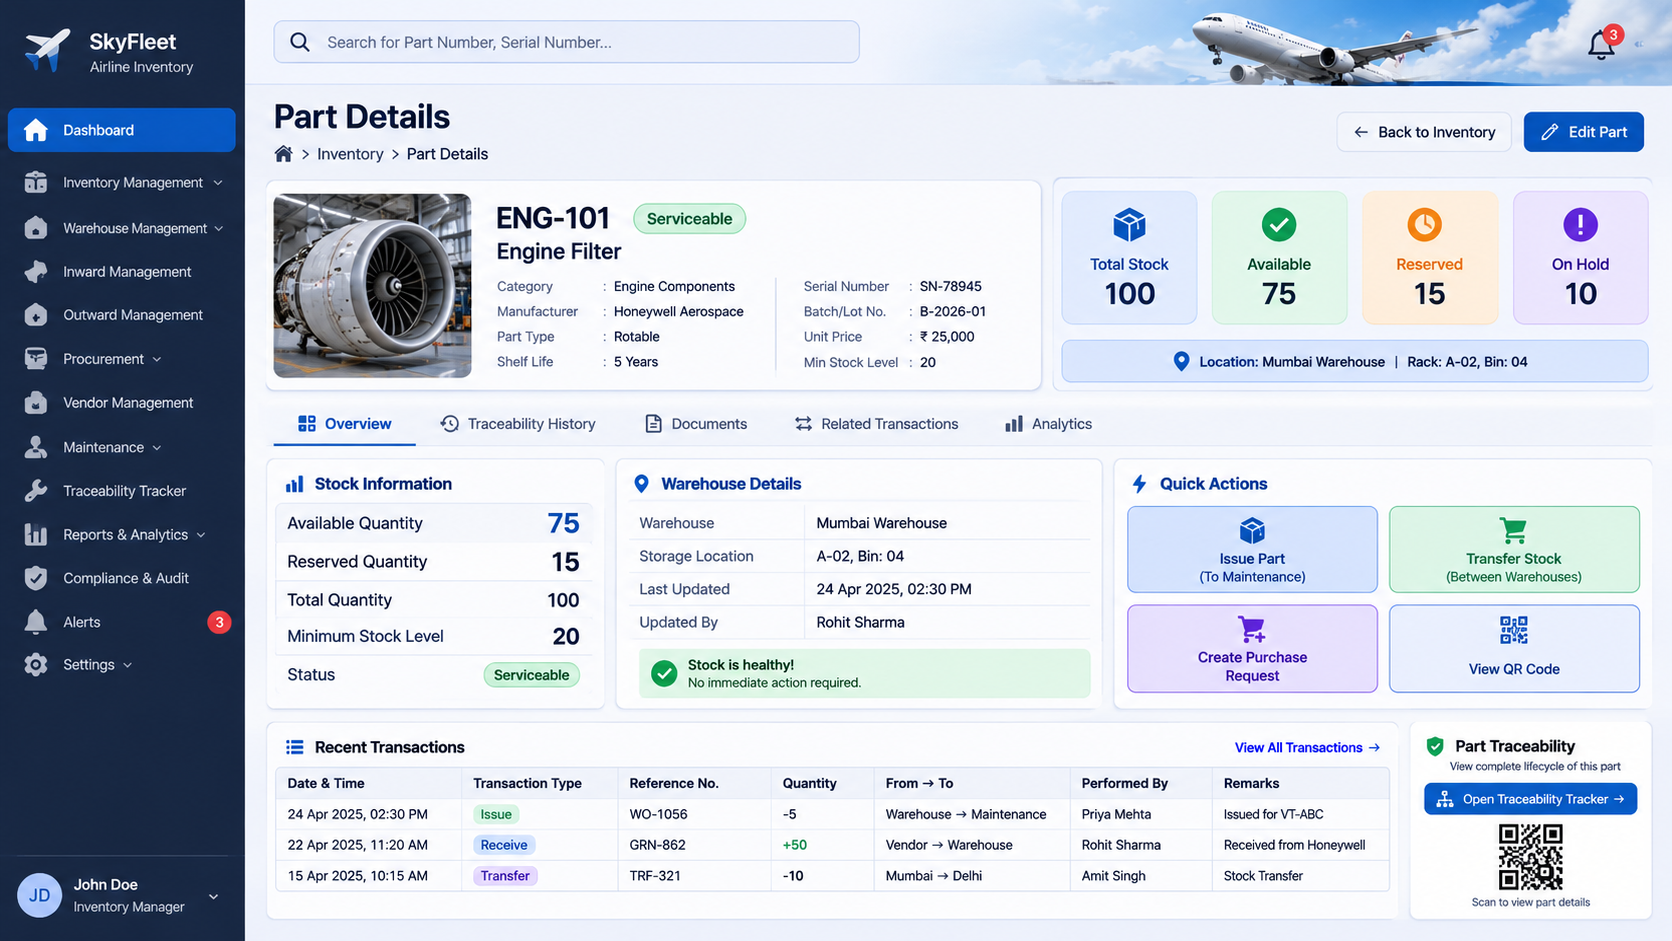 SkyFleet
Airline Inventory
Search for Part Number, Serial Number...
3
Dashboard
Inventory Management
Warehouse Management
Inward Management
Outward Management
Procurement
Vendor Management
Maintenance
Traceability Tracker
Reports & Analytics
Compliance & Audit
Alerts 3
Settings
JD
John Doe
Inventory Manager
Part Details
> Inventory > Part Details
← Back to Inventory
Edit Part
ENG-101 Serviceable
Engine Filter
Category : Engine Components
Manufacturer : Honeywell Aerospace
Part Type : Rotable
Shelf Life : 5 Years
Serial Number : SN-78945
Batch/Lot No. : B-2026-01
Unit Price : ₹ 25,000
Min Stock Level : 20
Total Stock
100
Available
75
Reserved
15
On Hold
10
Location: Mumbai Warehouse | Rack: A-02, Bin: 04
Overview
Traceability History
Documents
Related Transactions
Analytics
Stock Information
Available Quantity 75
Reserved Quantity 15
Total Quantity 100
Minimum Stock Level 20
Status Serviceable
Warehouse Details
Warehouse Mumbai Warehouse
Storage Location A-02, Bin: 04
Last Updated 24 Apr 2025, 02:30 PM
Updated By Rohit Sharma
Stock is healthy!
No immediate action required.
Quick Actions
Issue Part
(To Maintenance)
Transfer Stock
(Between Warehouses)
Create Purchase
Request
View QR Code
Recent Transactions
View All Transactions →
Date & Time Transaction Type Reference No. Quantity From → To Performed By Remarks
24 Apr 2025, 02:30 PM Issue WO-1056 -5 Warehouse → Maintenance Priya Mehta Issued for VT-ABC
22 Apr 2025, 11:20 AM Receive GRN-862 +50 Vendor → Warehouse Rohit Sharma Received from Honeywell
15 Apr 2025, 10:15 AM Transfer TRF-321 -10 Mumbai → Delhi Amit Singh Stock Transfer
Part Traceability
View complete lifecycle of this part
Open Traceability Tracker →
Scan to view part details